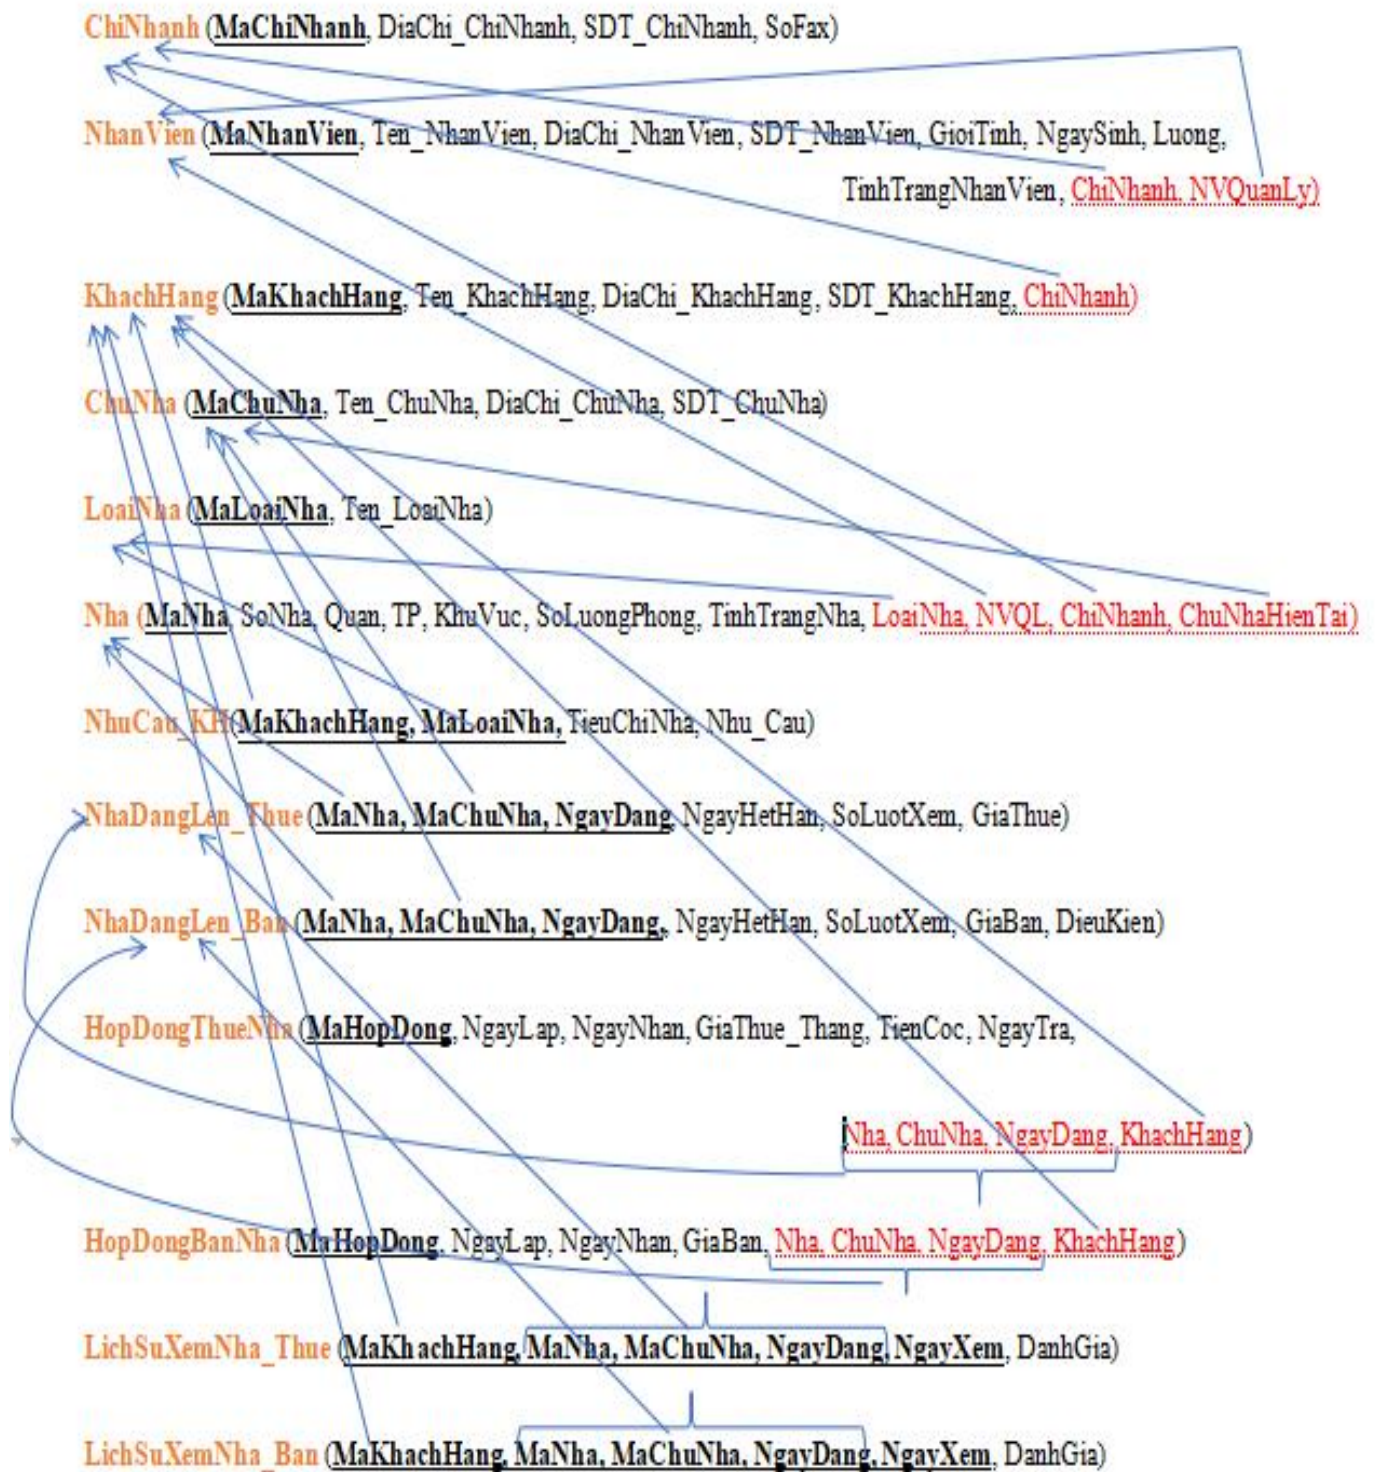 ChiNhanh (MaChiNhanh, DiaChi_ChiNhanh, SDT_ChiNhanh, SoFax)
NhanVien (MaNhanVien, Ten_NhanVien, DiaChi_NhanVien, SDT_NhanVien, GioiTinh, NgaySinh, Luong,
TinhTrangNhanVien, ChiNhanh, NVQuanLy)
KhachHang (MaKhachHang, Ten_KhachHang, DiaChi_KhachHang, SDT_KhachHang, ChiNhanh)
ChuNha (MaChuNha, Ten_ChuNha, DiaChi_ChuNha, SDT_ChuNha)
LoaiNha (MaLoaiNha, Ten_LoaiNha)
Nha (MaNha, SoNha, Quan, TP, KhuVuc, SoLuongPhong, TinhTrangNha, LoaiNha, NVQL, ChiNhanh, ChuNhaHienTai)
NhuCau_KH(MaKhachHang, MaLoaiNha, TieuChiNha, Nhu_Cau)
NhaDangLen_Thue (MaNha, MaChuNha, NgayDang, NgayHetHan, SoLuotXem, GiaThue)
NhaDangLen_Ban (MaNha, MaChuNha, NgayDang, NgayHetHan, SoLuotXem, GiaBan, DieuKien)
HopDongThueNha (MaHopDong, NgayLap, NgayNhan, GiaThue_Thang, TienCoc, NgayTra,
Nha, ChuNha, NgayDang, KhachHang)
HopDongBanNha (MaHopDong, NgayLap, NgayNhan, GiaBan, Nha, ChuNha, NgayDang, KhachHang)
LichSuXemNha_Thue (MaKhachHang, MaNha, MaChuNha, NgayDang, NgayXem, DanhGia)
LichSuXemNha_Ban (MaKhachHang, MaNha, MaChuNha, NgayDang, NgayXem, DanhGia)